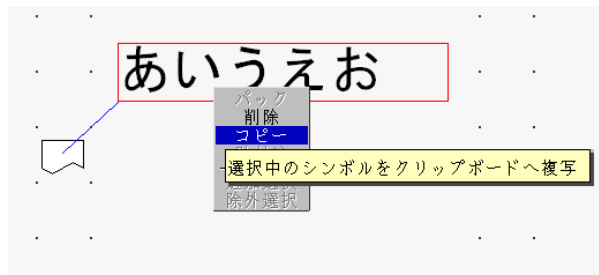 あいうえお
パック
削除
コピー
選択中のシンボルをクリップボードへ複写
除外選択